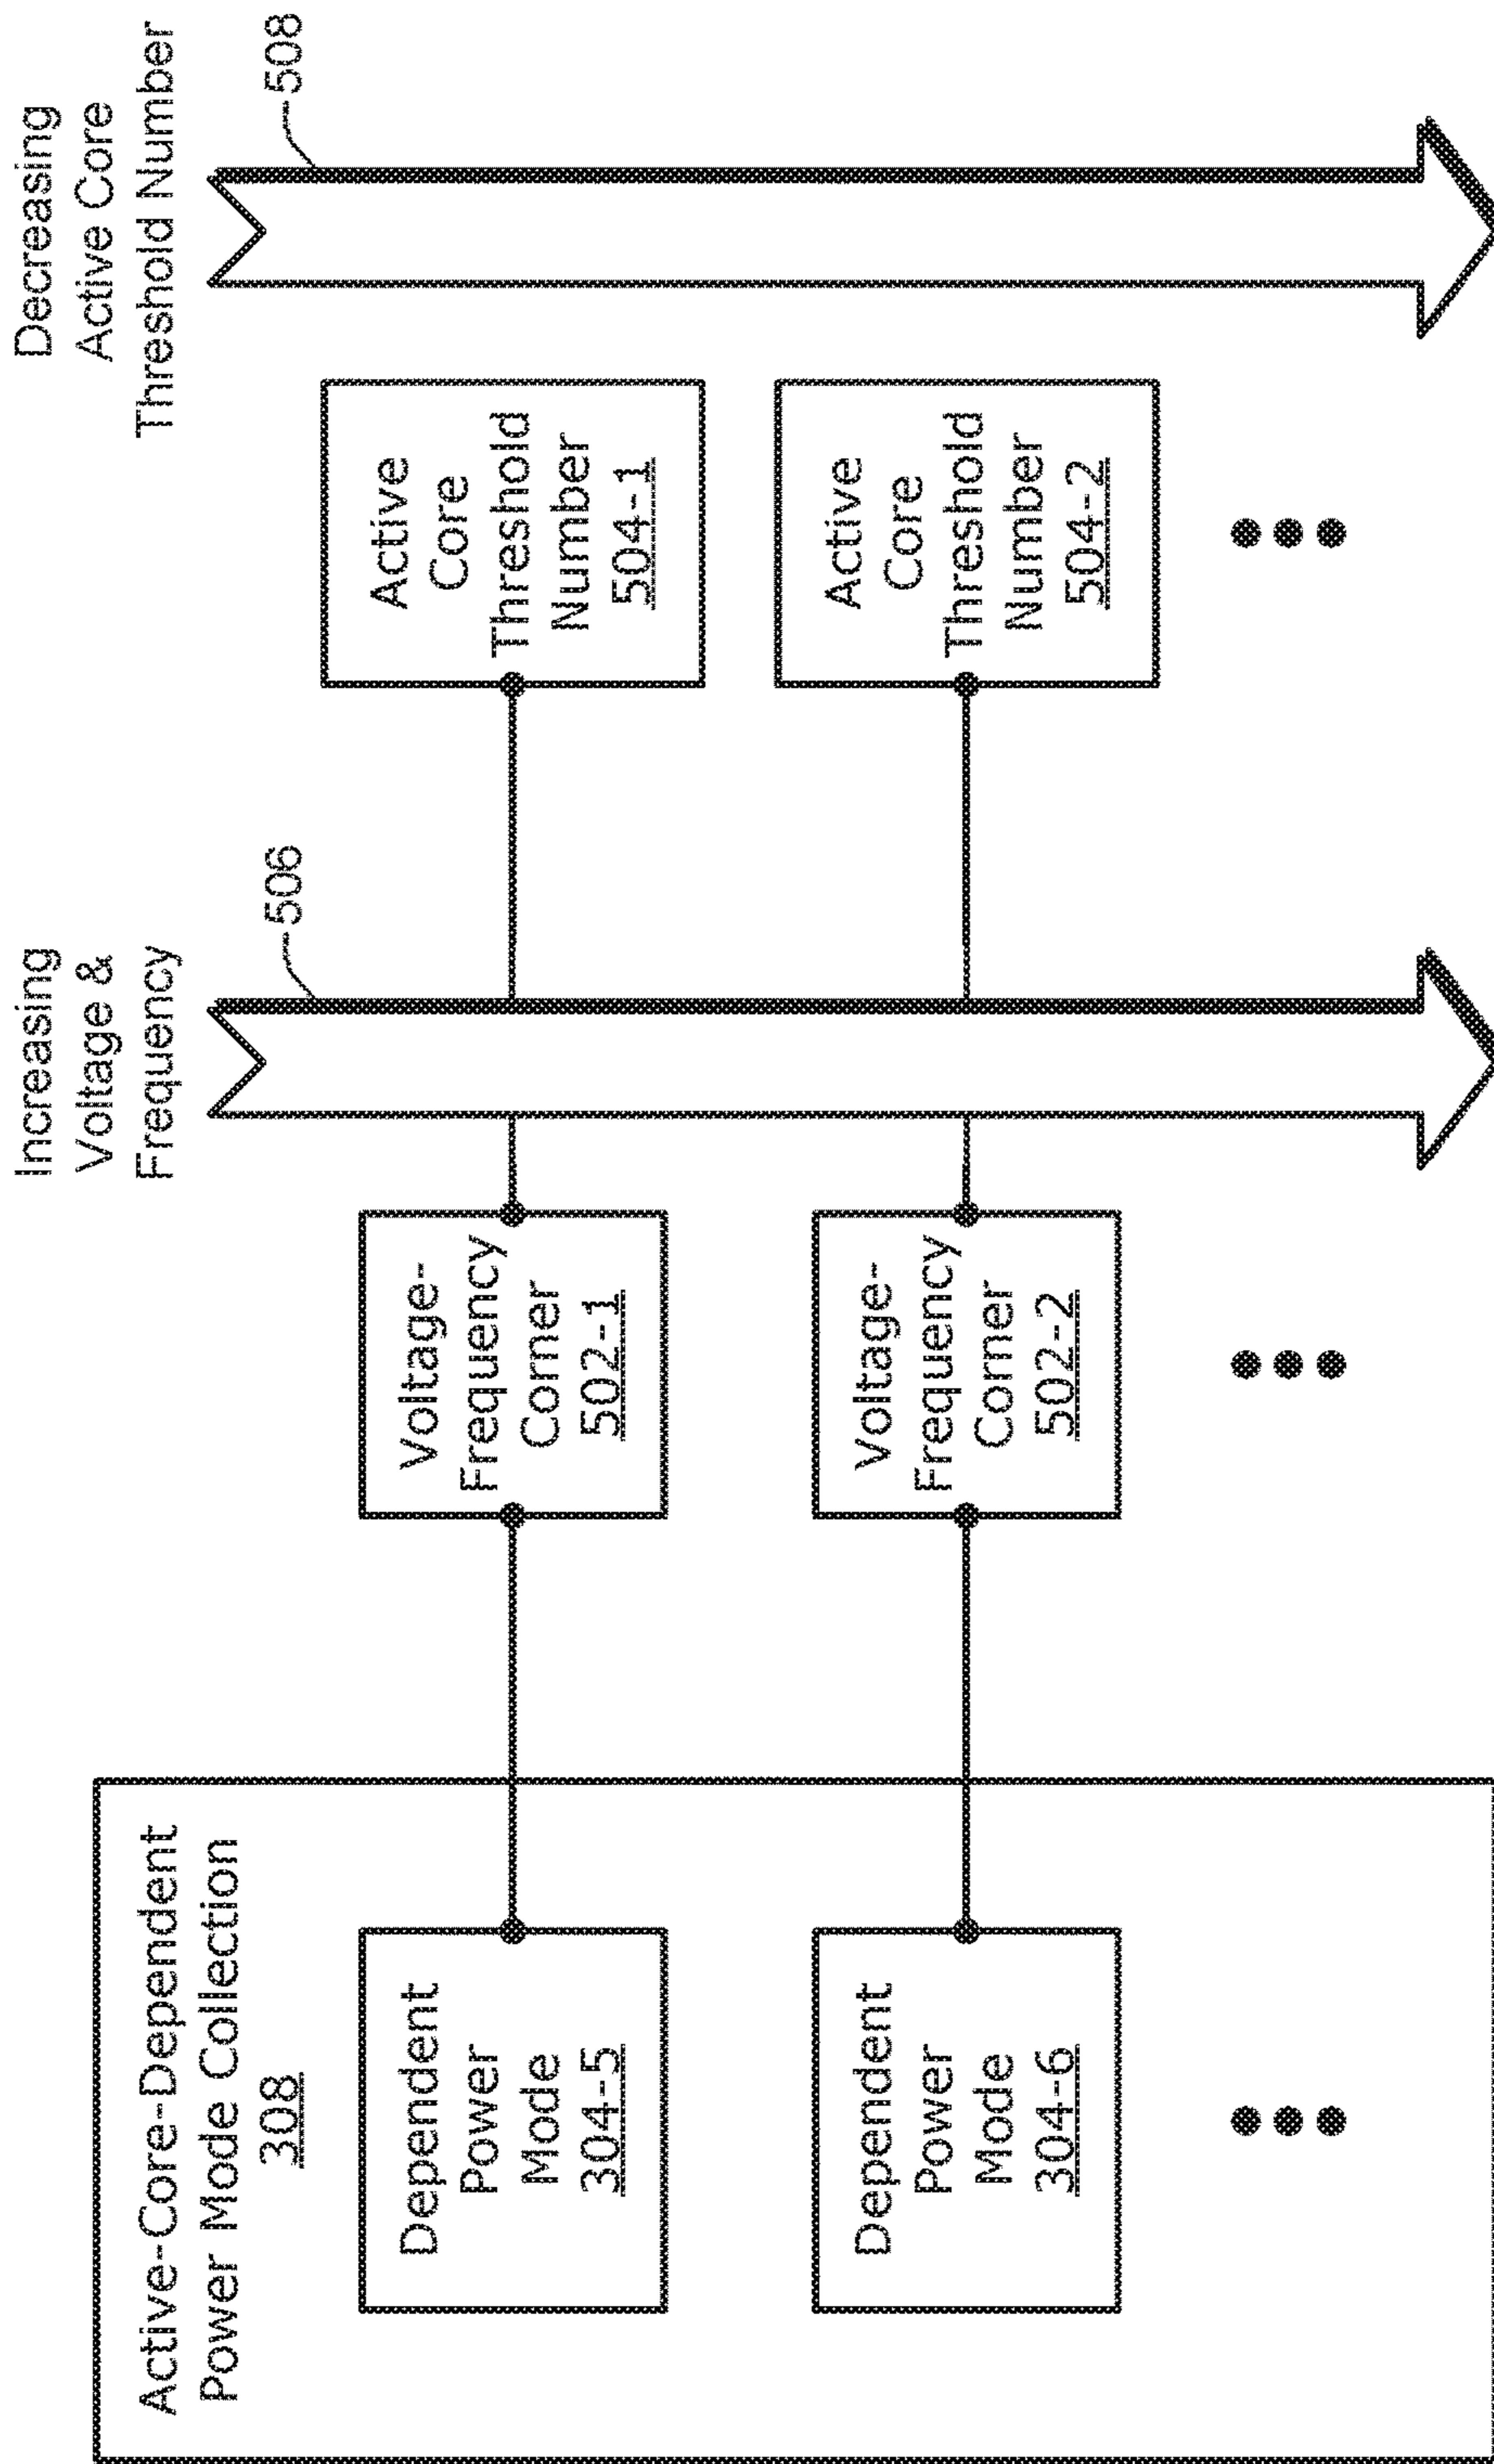 Active-Core-Dependent
Power Mode Collection
308
Increasing
Voltage &
Frequency
506
Decreasing
Active Core
Threshold Number
508
Dependent
Power
Mode
304-5
Voltage-
Frequency
Corner
502-1
Active
Core
Threshold
Number
504-1
Dependent
Power
Mode
304-6
Voltage-
Frequency
Corner
502-2
Active
Core
Threshold
Number
504-2